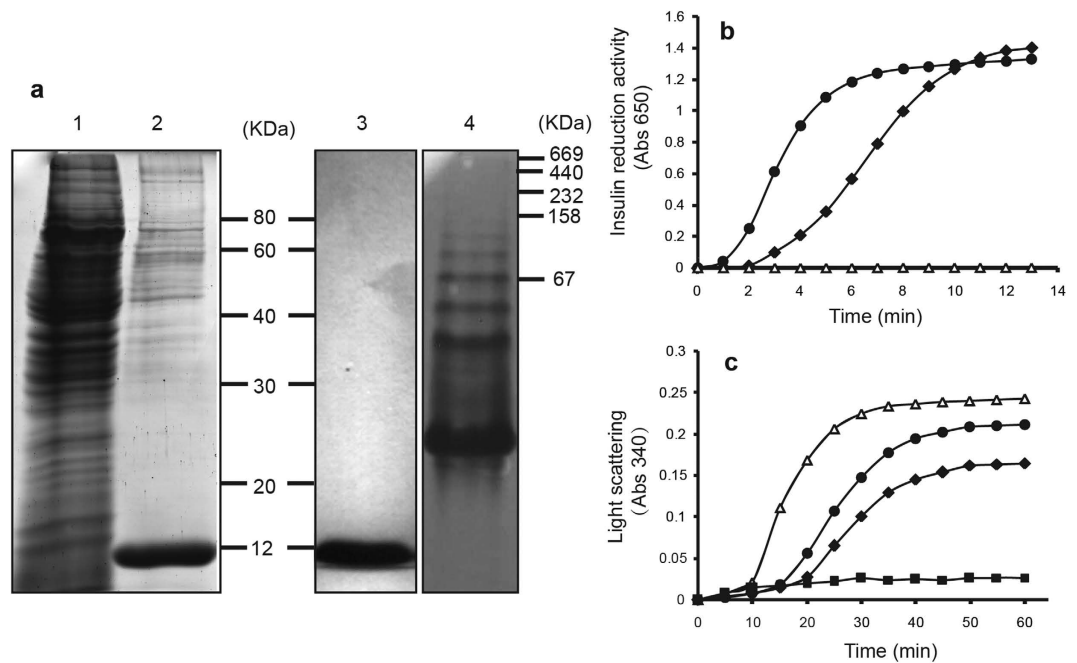 a
1 2 (KDa) 3 4 (KDa)
80
60
40
30
20
12
669
440
232
158
67
b
Insulin reduction activity
(Abs 650)
1.6
1.4
1.2
1
0.8
0.6
0.4
0.2
0
0 2 4 6 8 10 12 14
Time (min)
c
Light scattering
(Abs 340)
0.3
0.25
0.2
0.15
0.1
0.05
0
0 10 20 30 40 50 60
Time (min)